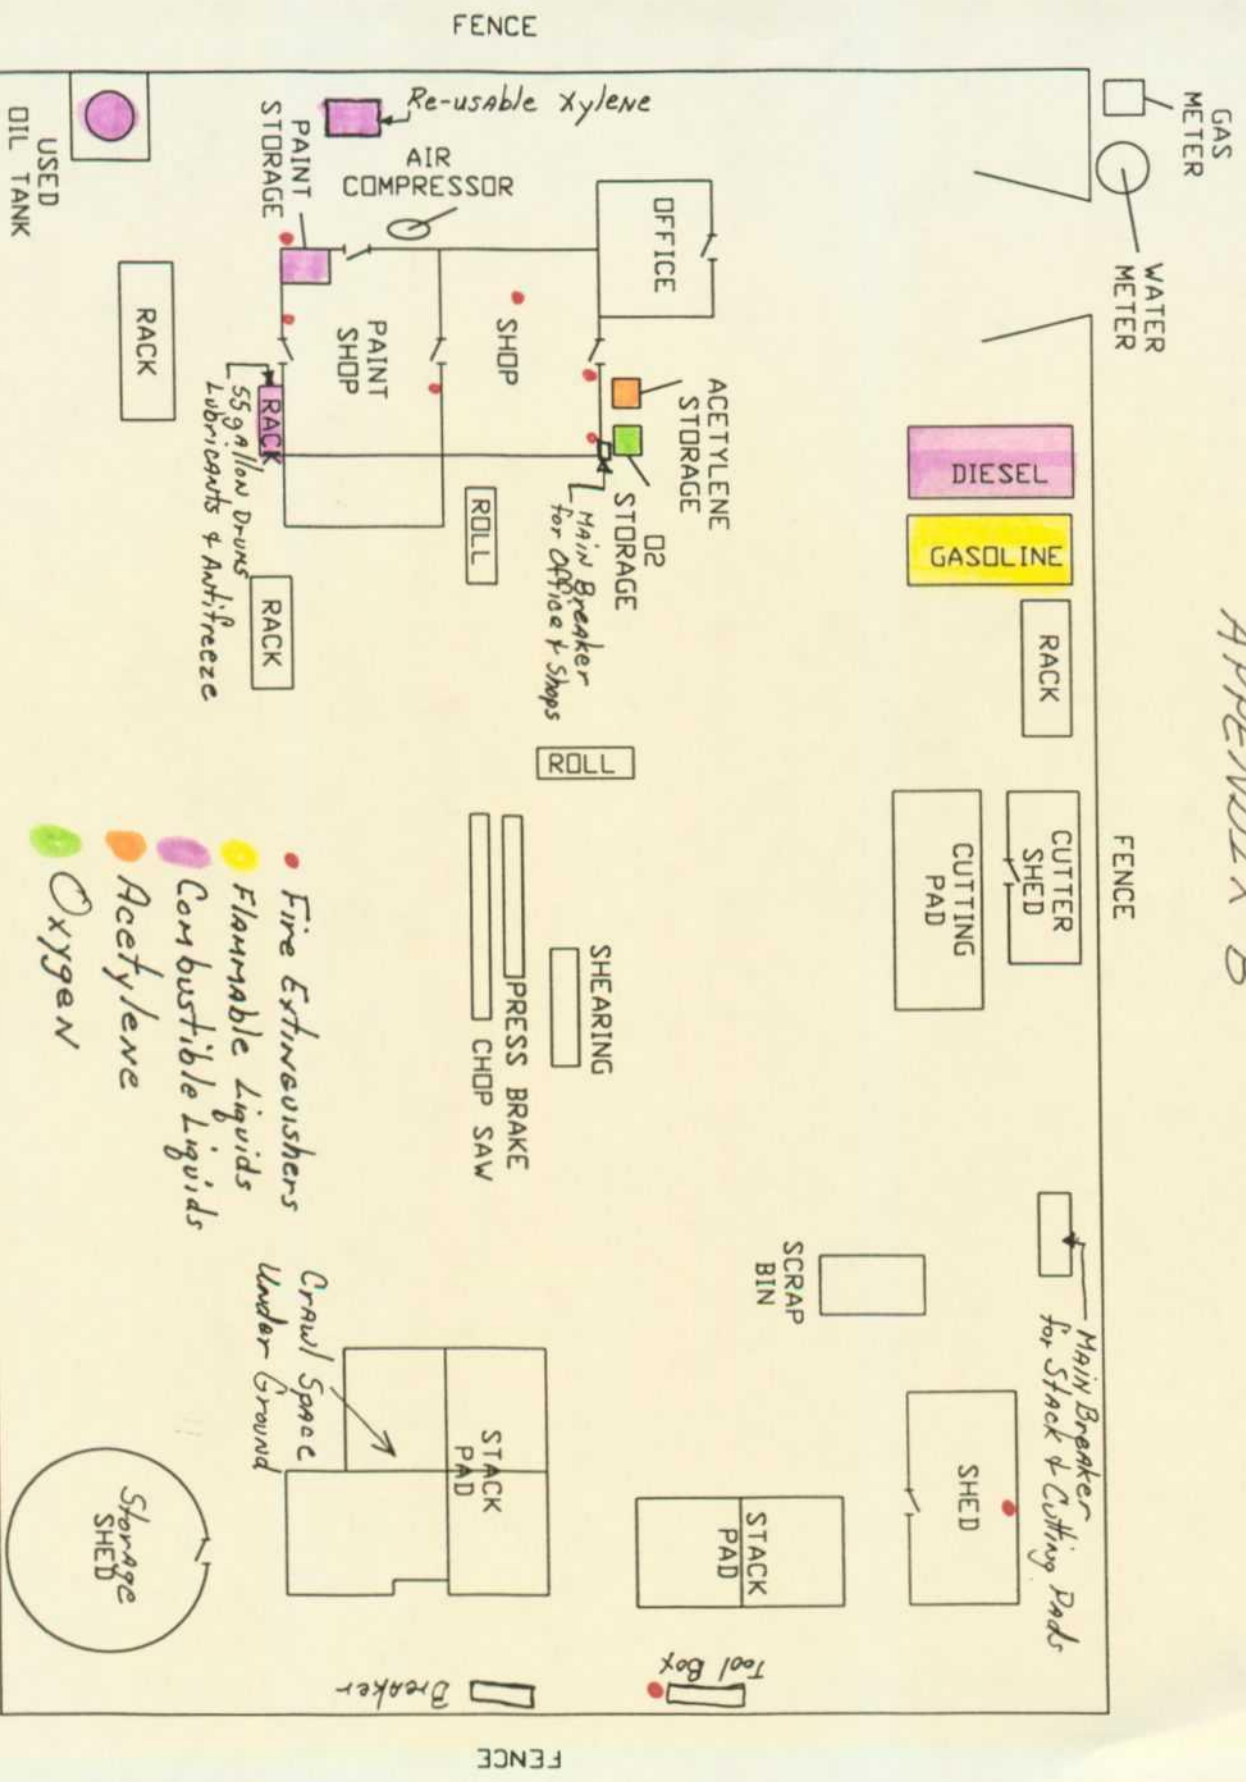 APPENDIX B
FENCE
GAS
METER
WATER
METER
FENCE
Re-usable Xylene
AIR
COMPRESSOR
PAINT
STORAGE
USED
OIL TANK
OFFICE
SHOP
PAINT
SHOP
RACK
RACK
55 gallon Drums
Lubricants & Antifreeze
ACETYLENE
STORAGE
O2
STORAGE
Main Breaker
for Office & Shops
ROLL
RACK
ROLL
DIESEL
GASOLINE
RACK
CUTTER
SHED
CUTTING
PAD
SHEARING
PRESS BRAKE
CHOP SAW
SCRAP
BIN
Main Breaker
for Stack & Cutting Pads
SHED
STACK
PAD
STACK
PAD
Crawl Space
Under Ground
Storage
SHED
Tool Box
Breaker
FENCE
Fire Extinguishers
Flammable Liquids
Combustible Liquids
Acetylene
Oxygen